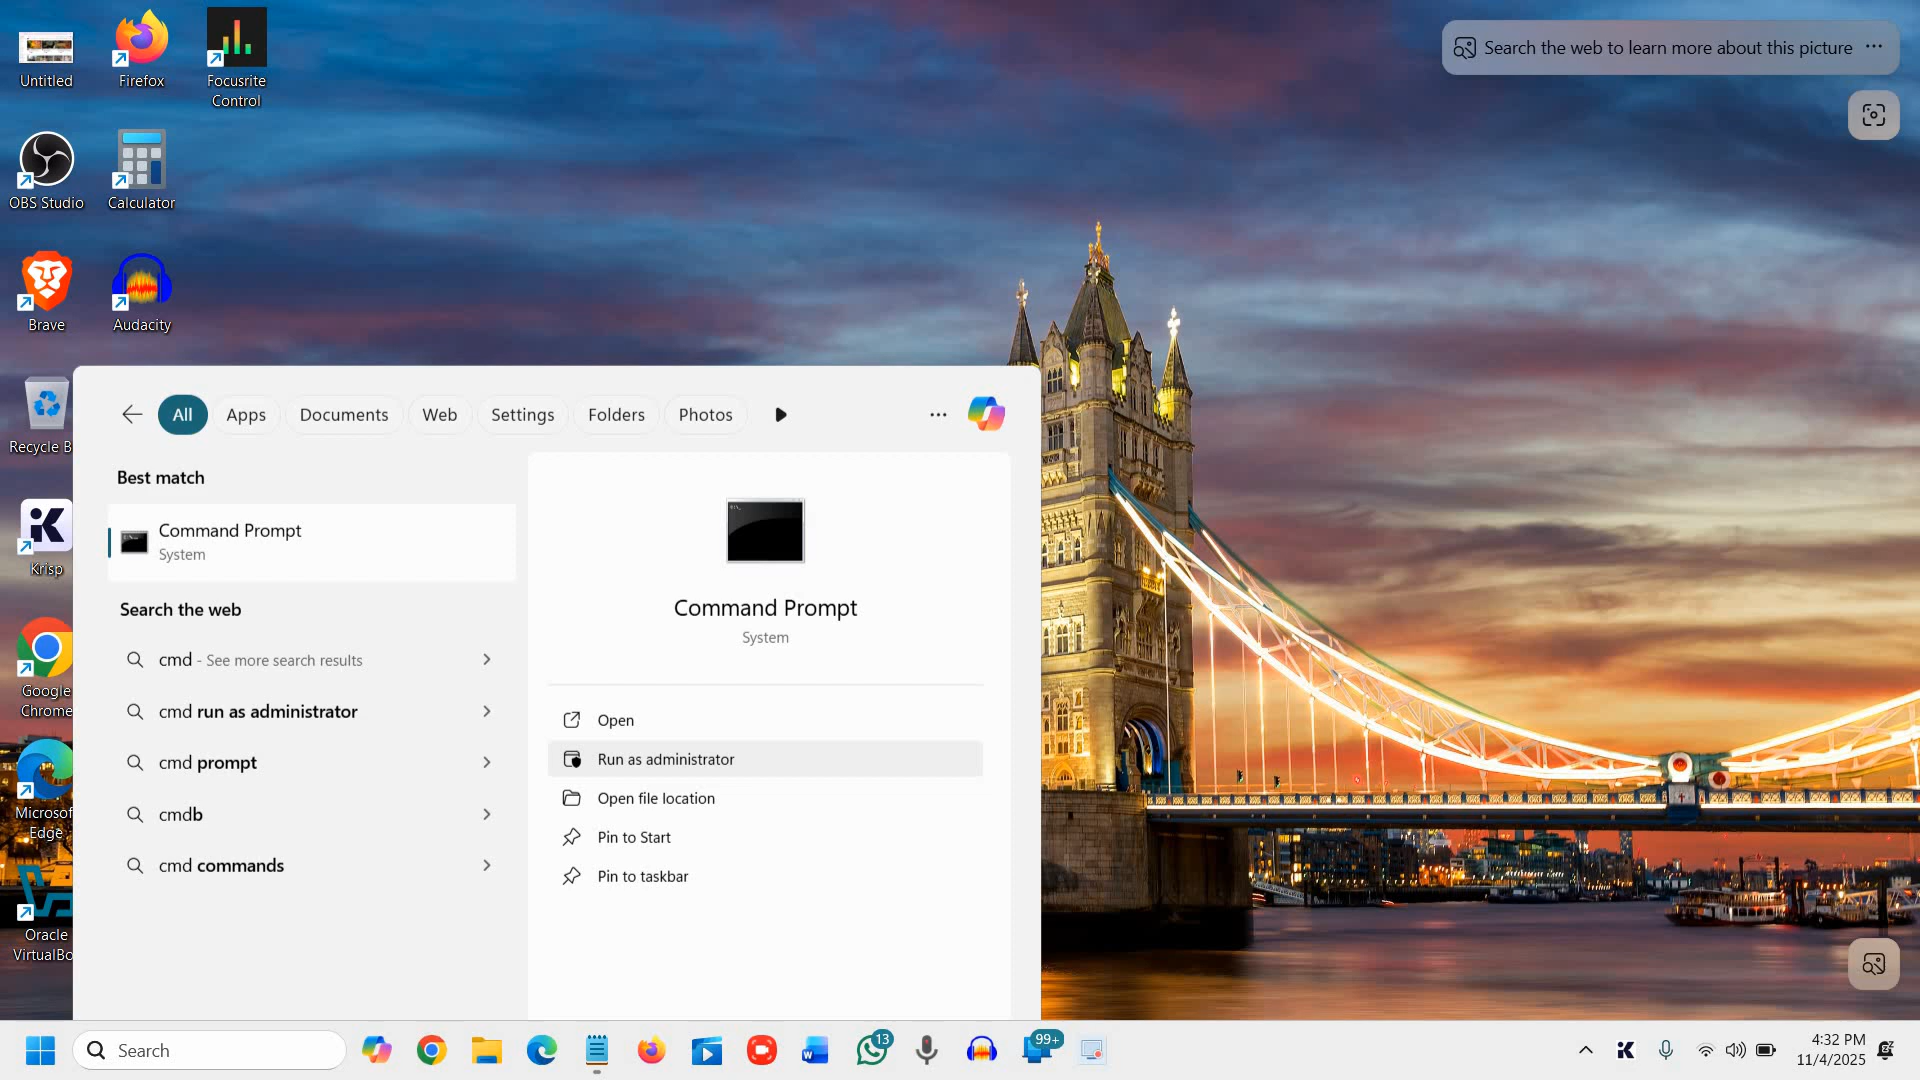 Untitled
Firefox
Focusrite
Control
OBS Studio
Calculator
Brave
Audacity
Recycle B
Krisp
Google
Chrome
Microsof
Edge
Oracle
VirtualBo
Search the web to learn more about this picture
All
Apps
Documents
Web
Settings
Folders
Photos
Best match
Command Prompt
System
Search the web
cmd - See more search results
cmd run as administrator
cmd prompt
cmdb
cmd commands
Command Prompt
System
Open
Run as administrator
Open file location
Pin to Start
Pin to taskbar
Search
13
99+
4:32 PM
11/4/2025